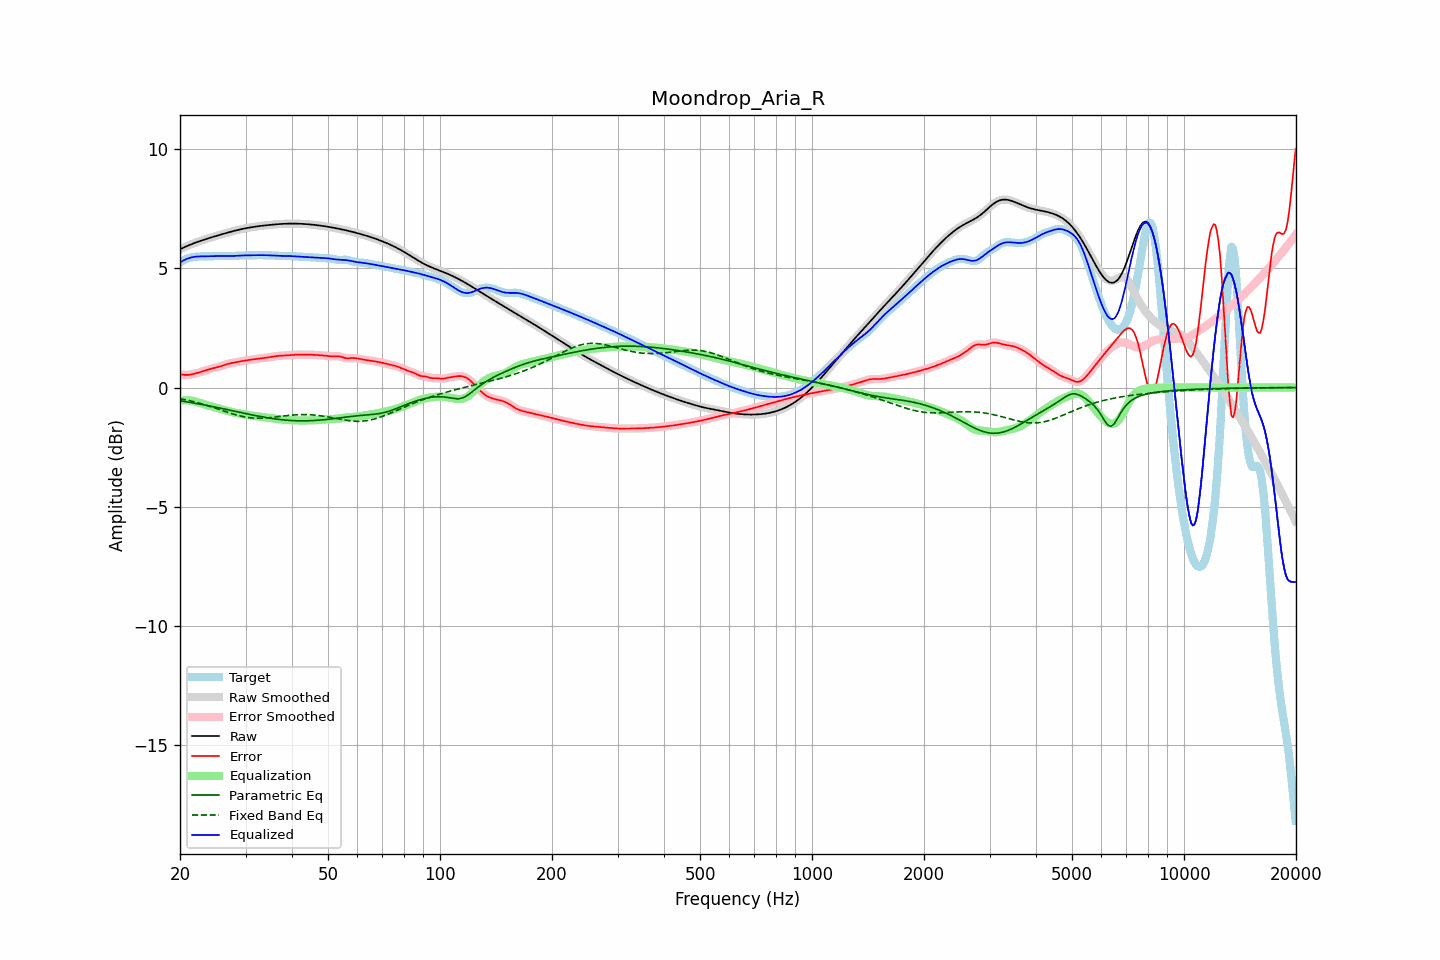 Moondrop_Aria_R
Amplitude (dBr)
10
5
0
−5
−10
−15
Target
Raw Smoothed
Error Smoothed
Raw
Error
Equalization
Parametric Eq
Fixed Band Eq
Equalized
20 50 100 200 500 1000 2000 5000 10000 20000
Frequency (Hz)